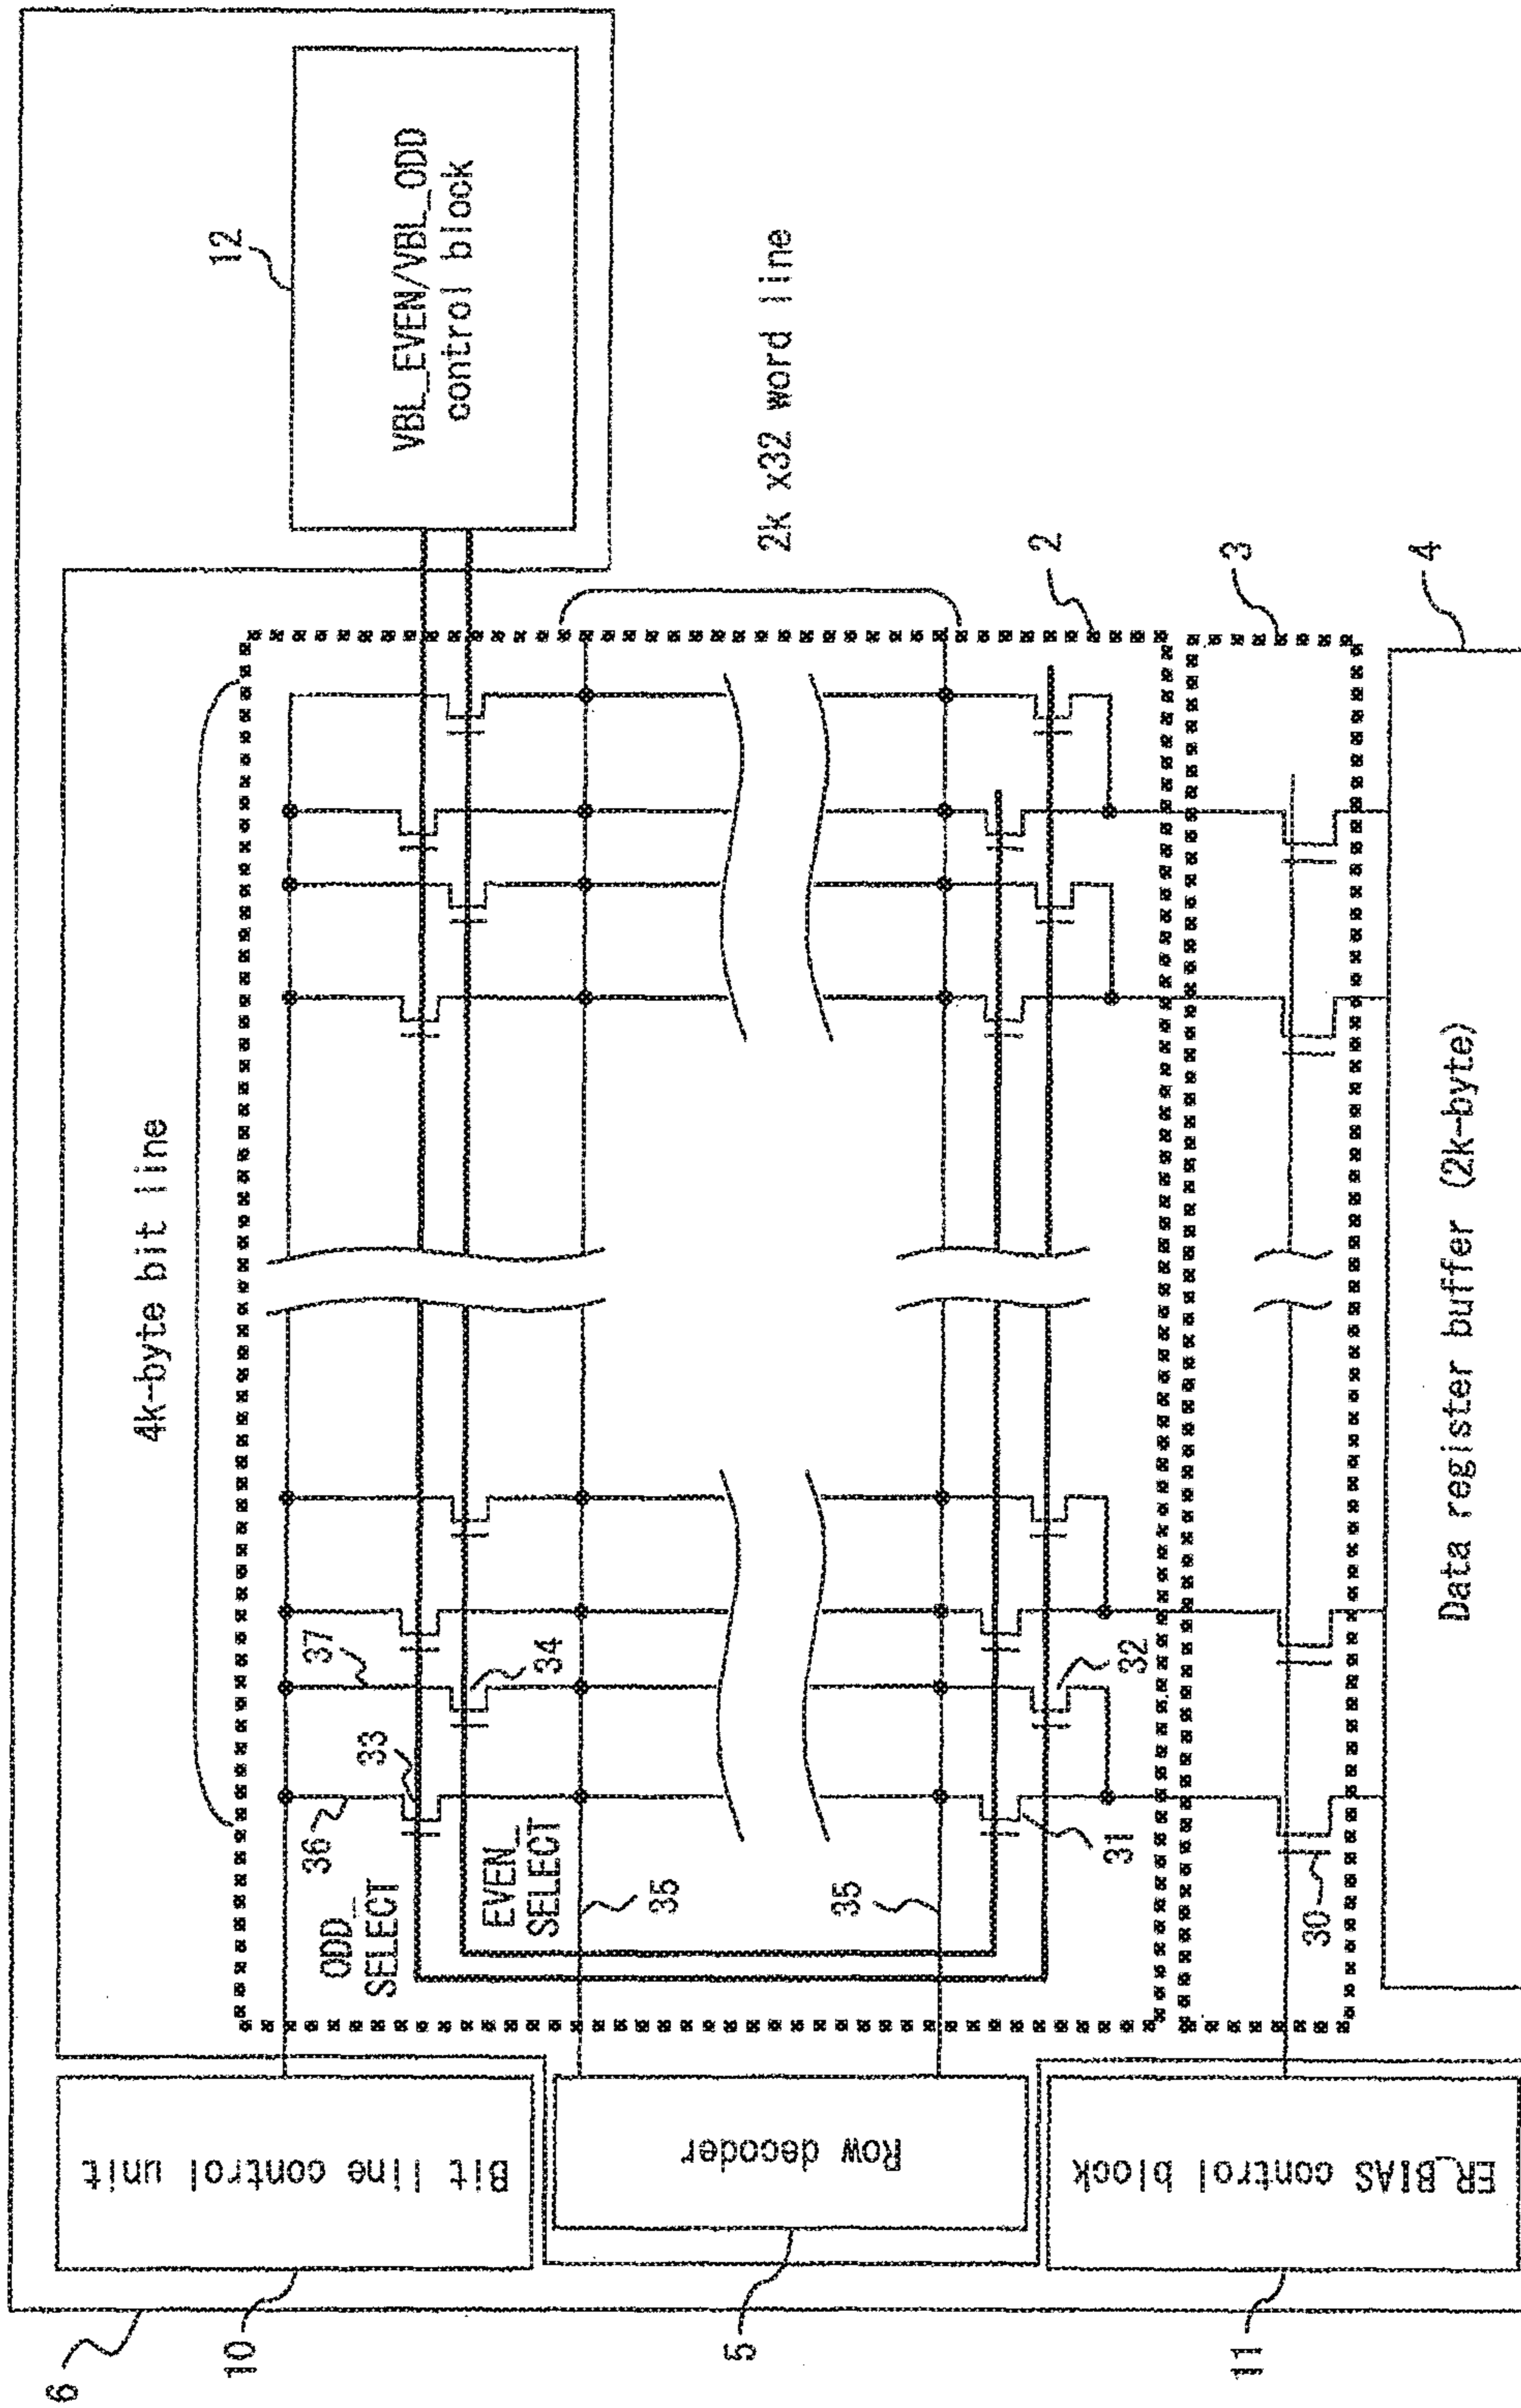 6
10
Bit line control unit
5
Row decoder
11
ER_BIAS control block
4k-byte bit line
ODD_
SELECT
EVEN_
SELECT
36
33
37
34
35
35
31
32
30
12
VBL_EVEN/VBL_ODD
control block
2k x32 word line
2
3
4
Data register buffer (2k-byte)